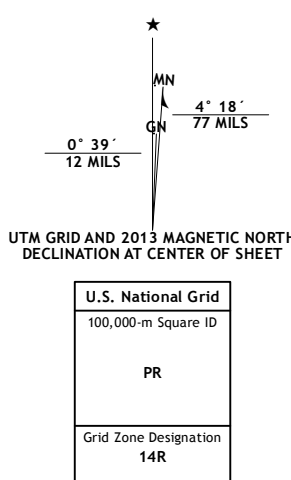 ★
MN
4° 18´
77 MILS
GN
0° 39´
12 MILS
UTM GRID AND 2013 MAGNETIC NORTH
DECLINATION AT CENTER OF SHEET
U.S. National Grid
100,000-m Square ID
PR
Grid Zone Designation
14R